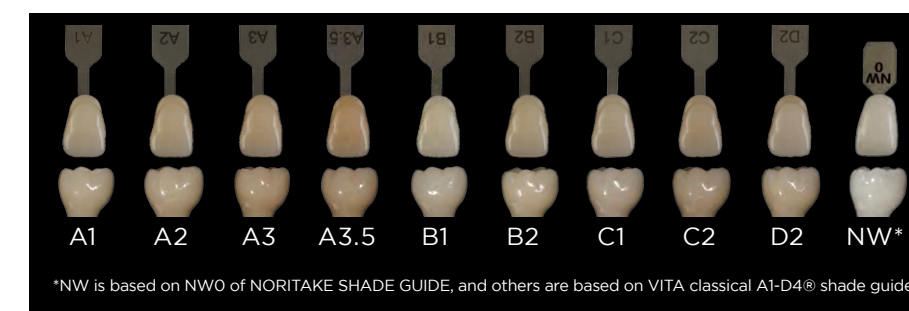 A1 A2 A3 A3.5 B1 B2 C1 C2 D2 NW 0
A1 A2 A3 A3.5 B1 B2 C1 C2 D2 NW*
*NW is based on NW0 of NORITAKE SHADE GUIDE, and others are based on VITA classical A1-D4® shade guide